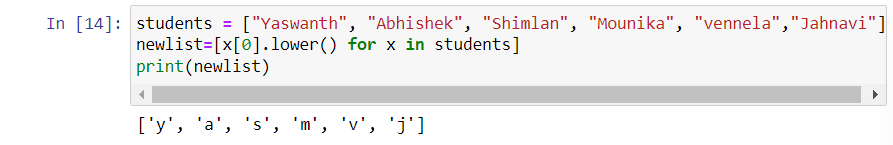 In [14]: students = ["Yaswanth", "Abhishek", "Shimlan", "Mounika", "vennela","Jahnavi"]
newlist=[x[0].lower() for x in students]
print(newlist)
['y', 'a', 's', 'm', 'v', 'j']